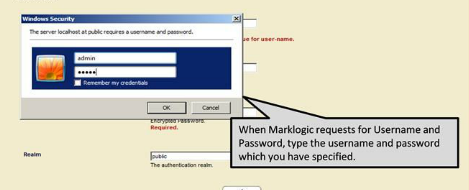 Windows Security
The server localhost at public requires a username and password.
admin
●●●●●
Remember my credentials
OK Cancel
ue for user-name.
Encrypted Password.
Required.
When Marklogic requests for Username and
Password, type the username and password
which you have specified.
Realm
public
The authentication realm.